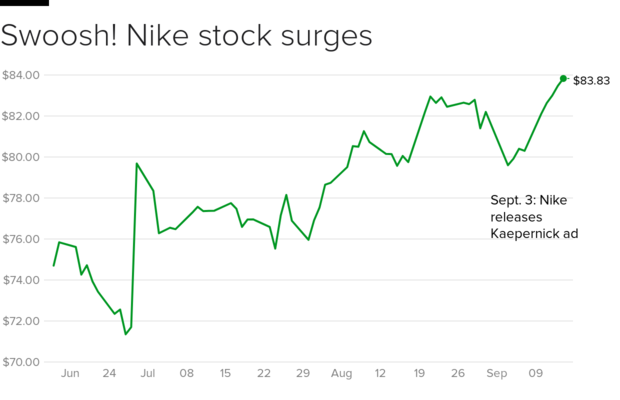 Swoosh! Nike stock surges
$84.00
$83.83
$82.00
$80.00
$78.00
Sept. 3: Nike
releases
Kaepernick ad
$76.00
$74.00
$72.00
$70.00
Jun 24 Jul 08 15 22 29 Aug 12 19 26 Sep 09